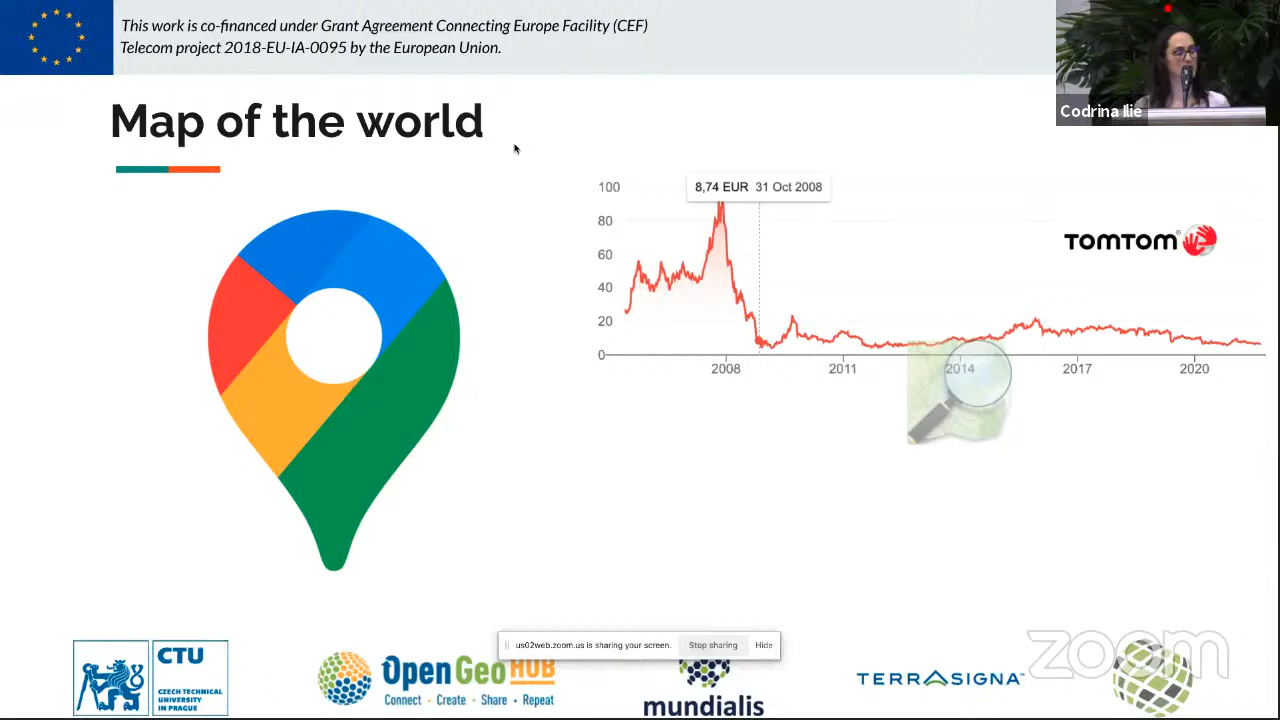 This work is co-financed under Grant Agreement Connecting Europe Facility (CEF)
Telecom project 2018-EU-IA-0095 by the European Union.
Codrina Ilie
Map of the world
8,74 EUR 31 Oct 2008
100
80
60
40
20
0
TOMTOM®
2008 2011 2014 2017 2020
us02web.zoom.us is sharing your screen. Stop sharing Hide
CTU
CZECH TECHNICAL
UNIVERSITY
IN PRAGUE
OpenGeoHUB
Connect - Create - Share - Repeat
mundialis
TERRASIGNA™
zoom